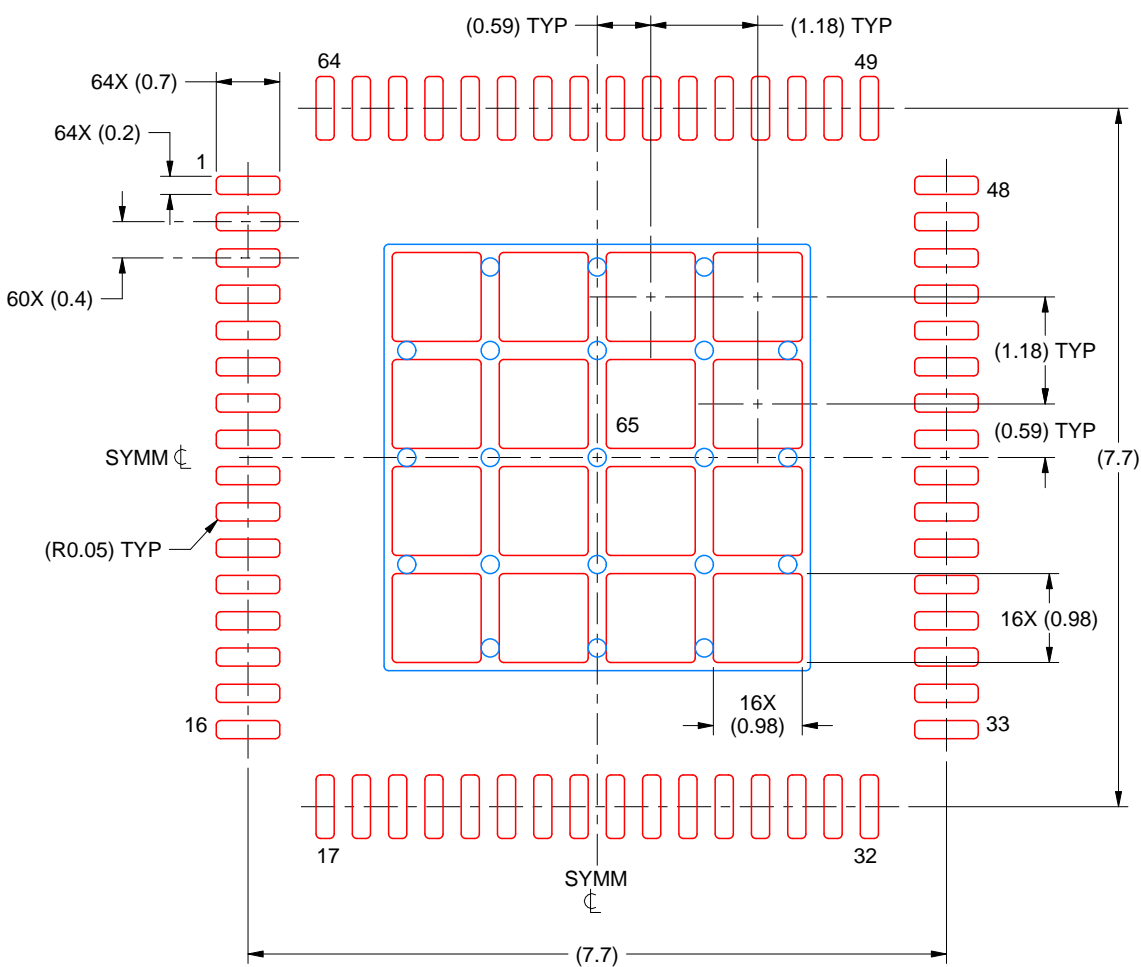 (0.59) TYP
(1.18) TYP
64X (0.7)
64
49
64X (0.2)
1
48
60X (0.4)
(1.18) TYP
65
(0.59) TYP
SYMM ℄
(7.7)
(R0.05) TYP
16X (0.98)
16X
(0.98)
16
33
17
32
SYMM
℄
(7.7)